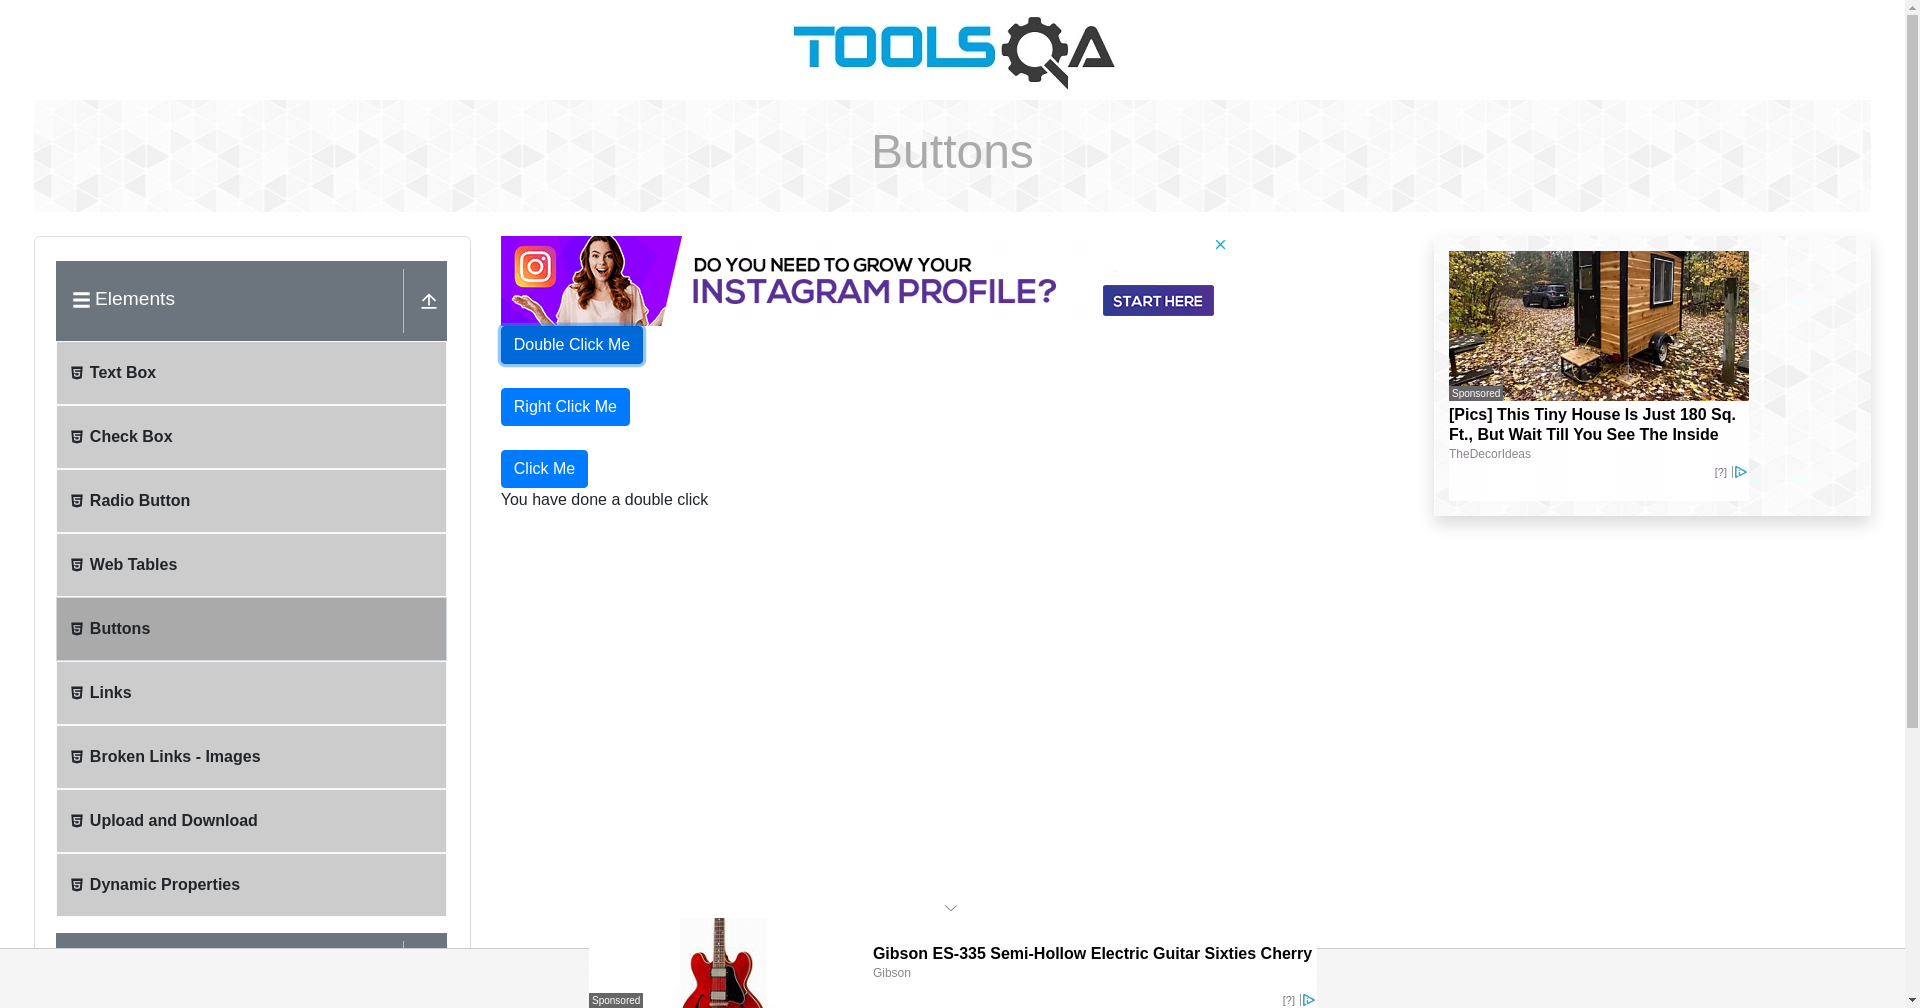 TOOLSQA
Buttons
Elements
Text Box
Check Box
Radio Button
Web Tables
Buttons
Links
Broken Links - Images
Upload and Download
Dynamic Properties
DO YOU NEED TO GROW YOUR
INSTAGRAM PROFILE?
START HERE
Double Click Me
Right Click Me
Click Me
You have done a double click
Sponsored
[Pics] This Tiny House Is Just 180 Sq.
Ft., But Wait Till You See The Inside
TheDecorIdeas
[?]
Gibson ES-335 Semi-Hollow Electric Guitar Sixties Cherry
Gibson
Sponsored
[?]